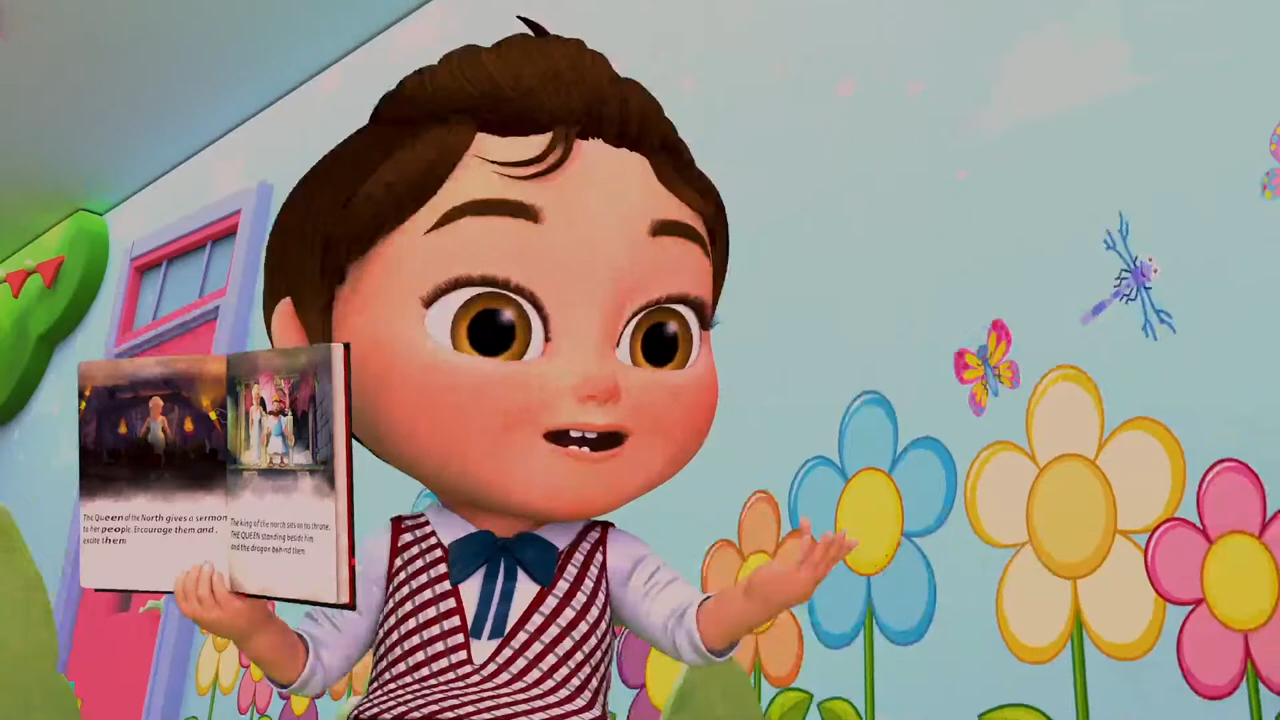 The Queen of the North gives a sermon
to her people. Encourage them and .
excite them
The king of the north sits on his throne.
THE QUEEN standing beside him
and the dragon behind them